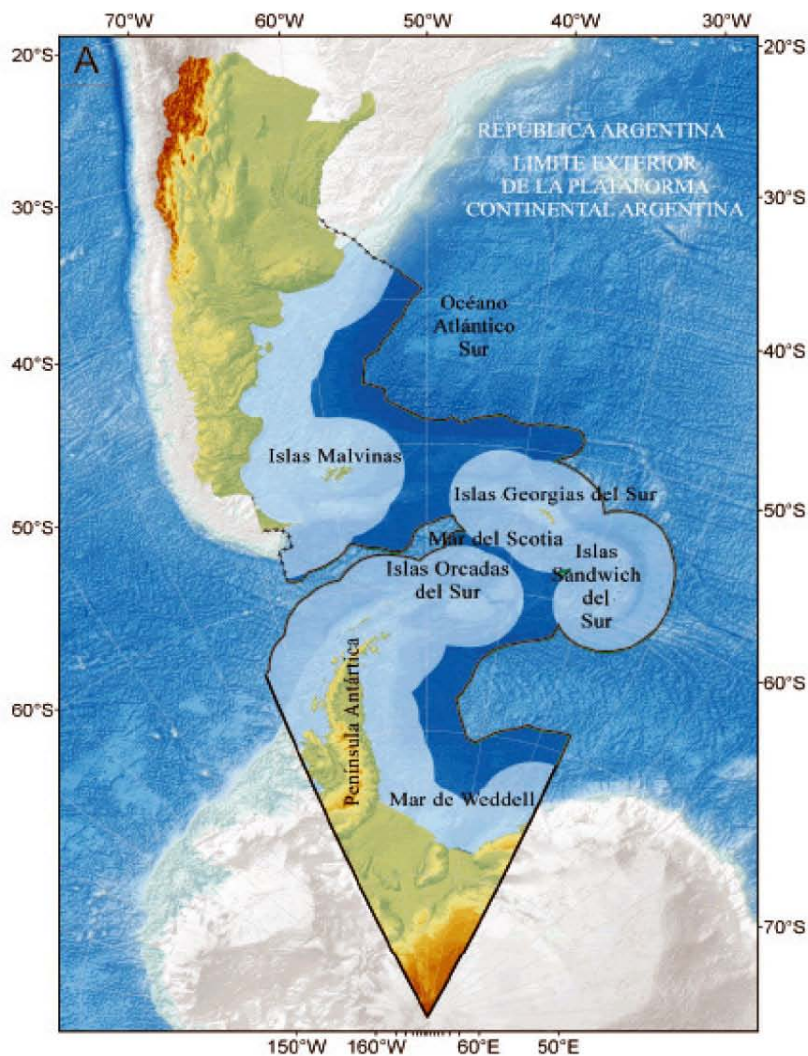 70°W 60°W 50°W 40°W 30°W
20°S 20°S
A
REPÚBLICA ARGENTINA
LIMITE EXTERIOR
DE LA PLATAFORMA
CONTINENTAL ARGENTINA
30°S 30°S
Océano
Atlántico
Sur
40°S 40°S
Islas Malvinas
Islas Georgias del Sur
50°S 50°S
Mar del Scotia
Islas Orcadas
del Sur
Islas
Sandwich
del
Sur
Península Antártica
60°S 60°S
Mar de Weddell
70°S
150°W 160°W 60°E 50°E